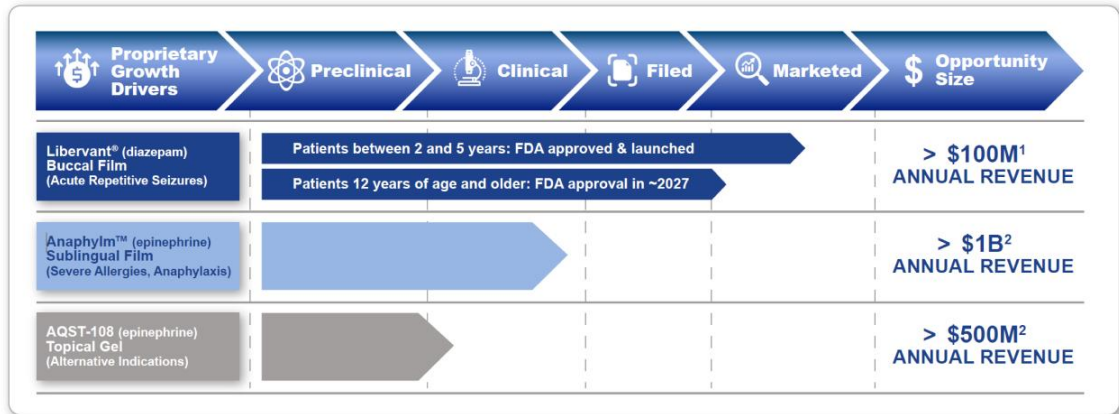 Proprietary
Growth
Drivers
Preclinical
Clinical
Filed
Marketed
$ Opportunity
Size
Libervant® (diazepam)
Buccal Film
(Acute Repetitive Seizures)
Patients between 2 and 5 years: FDA approved & launched
Patients 12 years of age and older: FDA approval in ~2027
> $100M¹
ANNUAL REVENUE
Anaphylm™ (epinephrine)
Sublingual Film
(Severe Allergies, Anaphylaxis)
> $1B²
ANNUAL REVENUE
AQST-108 (epinephrine)
Topical Gel
(Alternative Indications)
> $500M²
ANNUAL REVENUE